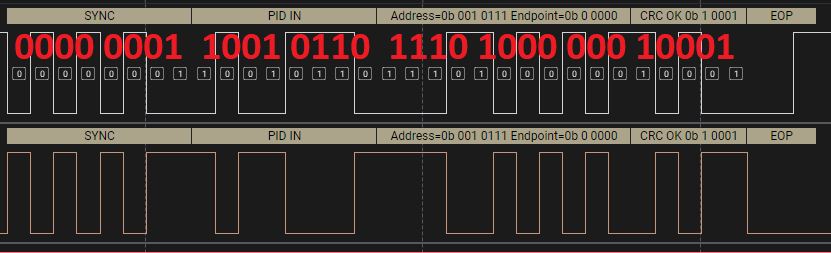 SYNC PID IN Address=0b 001 0111 Endpoint=0b 0 0000 CRC OK 0b 1 0001 EOP
0000 0001 1001 0110 1110 1000 000 10001
0 0 0 0 0 0 0 1 1 0 0 1 0 1 1 0 1 1 1 0 1 0 0 0 0 0 0 1 0 0 0 1
SYNC PID IN Address=0b 001 0111 Endpoint=0b 0 0000 CRC OK 0b 1 0001 EOP